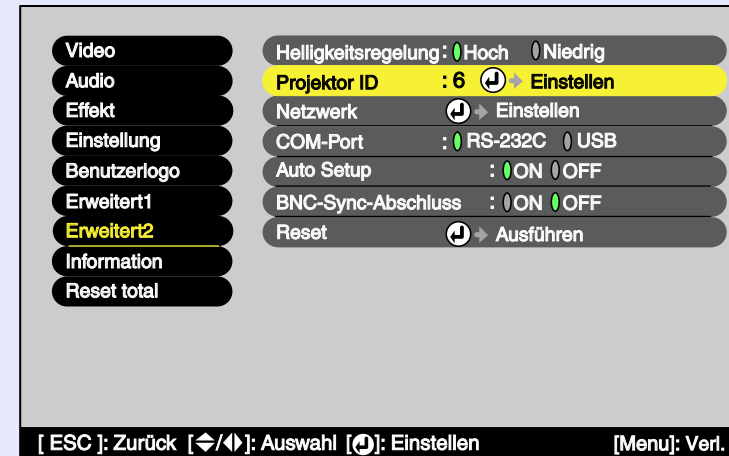 Video
Audio
Effekt
Einstellung
Benutzerlogo
Erweitert1
Erweitert2
Information
Reset total
Helligkeitsregelung: Hoch Niedrig
Projektor ID : 6 Einstellen
Netzwerk Einstellen
COM-Port : RS-232C USB
Auto Setup : ON OFF
BNC-Sync-Abschluss : ON OFF
Reset Ausführen
[ ESC ]: Zurück [◆/◆]: Auswahl [⏎]: Einstellen [Menu]: Verl.